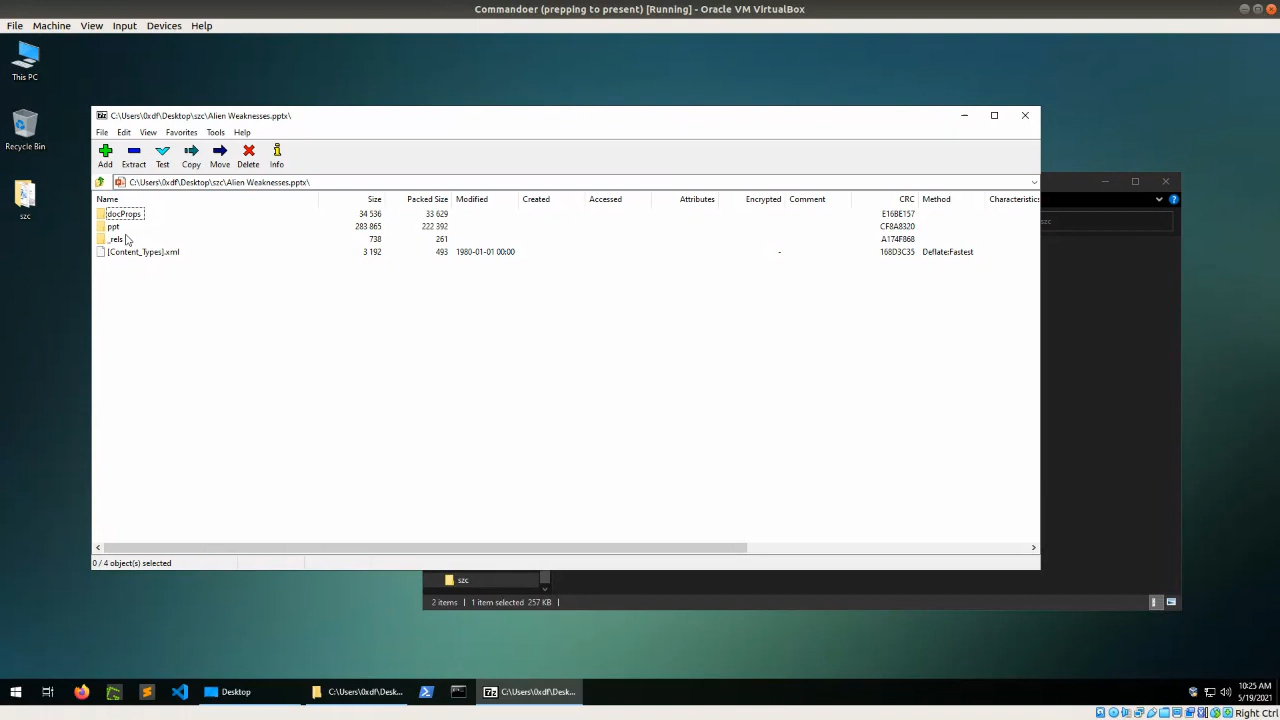 Commandoer (prepping to present) [Running] - Oracle VM VirtualBox
File Machine View Input Devices Help
This PC
Recycle Bin
szc
C:\Users\0xdf\Desktop\szc\Alien Weaknesses.pptx\
File Edit View Favorites Tools Help
Add Extract Test Copy Move Delete Info
C:\Users\0xdf\Desktop\szc\Alien Weaknesses.pptx\
Name Size Packed Size Modified Created Accessed Attributes Encrypted Comment CRC Method Characteristics
docProps 34 536 33 629 E16BE157
ppt 283 865 222 392 CF8A8320
_rels 738 261 A174F868
[Content_Types].xml 3 192 493 1980-01-01 00:00 - 168D3C35 Deflate:Fastest
0 / 4 object(s) selected
szc
szc
2 items 1 item selected 257 KB
Desktop C:\Users\0xdf\Desk... C:\Users\0xdf\Desk...
10:25 AM
5/19/2021
Right Ctrl